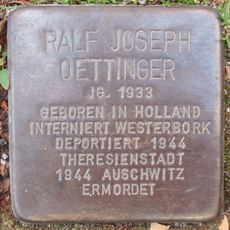 RALF JOSEPH
OETTINGER
JG. 1933
GEBOREN IN HOLLAND
INTERNIERT WESTERBORK
DEPORTIERT 1944
THERESIENSTADT
1944 AUSCHWITZ
ERMORDET